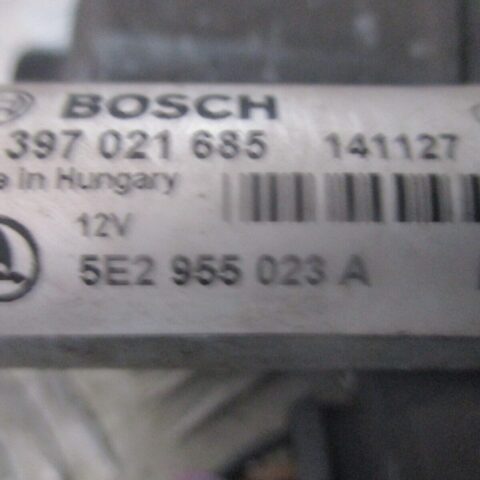 BOSCH
397 021 685 141127
In Hungary
12V
5E2 955 023 A